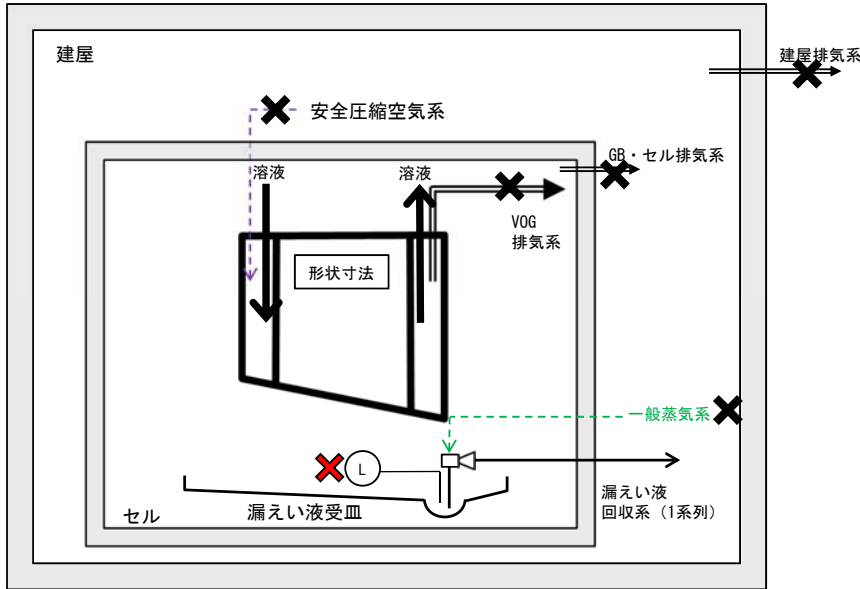 建屋
建屋排気系
安全圧縮空気系
GB・セル排気系
溶液
溶液
VOG
排気系
形状寸法
一般蒸気系
L
漏えい液
回収系（1系列）
セル
漏えい液受皿